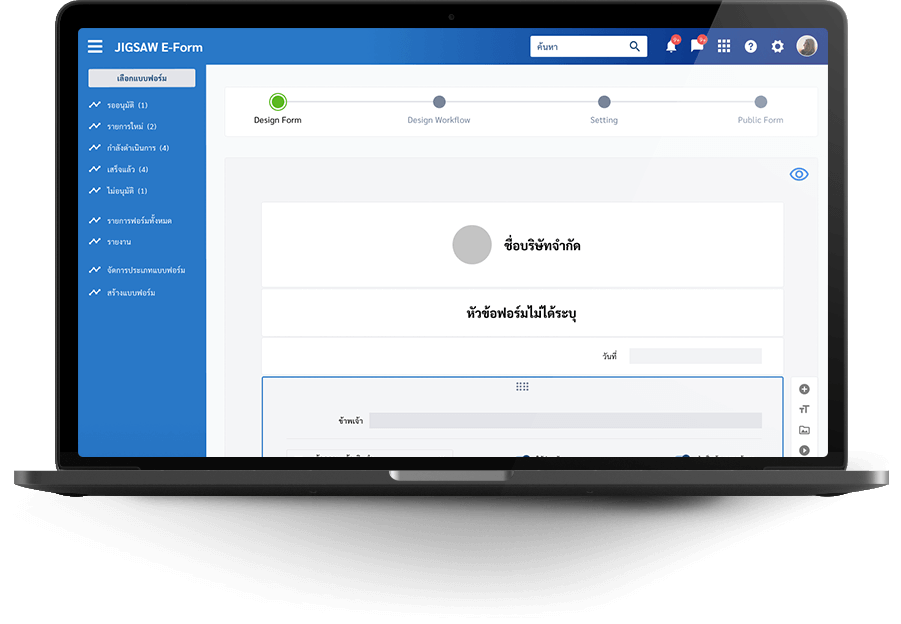 JIGSAW E-Form
ค้นหา
9+
9+
เลือกแบบฟอร์ม
รออนุมัติ (1)
รายการใหม่ (2)
กำลังดำเนินการ (4)
เสร็จแล้ว (4)
ไม่อนุมัติ (1)
รายการฟอร์มทั้งหมด
รายงาน
จัดการประเภทแบบฟอร์ม
สร้างแบบฟอร์ม
Design Form
Design Workflow
Setting
Public Form
ชื่อบริษัทจำกัด
หัวข้อฟอร์มไม่ได้ระบุ
วันที่
ข้าพเจ้า